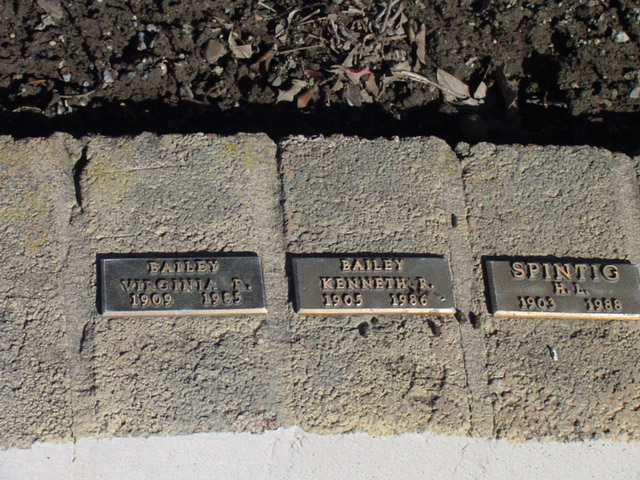 BAILEY
VIRGINIA R.
1909 1985
BAILEY
KENNETH R.
1905 1986
SPINTIG
H. L.
1903 1988